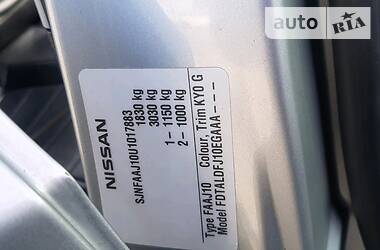 auto RIA
NISSAN
SJNFAAJ10U1017883
1830 kg
3030 kg
1- 1150 kg
2- 1000 kg
Type FAAJ10 Colour, Trim KY0 G
Model FDTALDFJ10EGAAA - - -